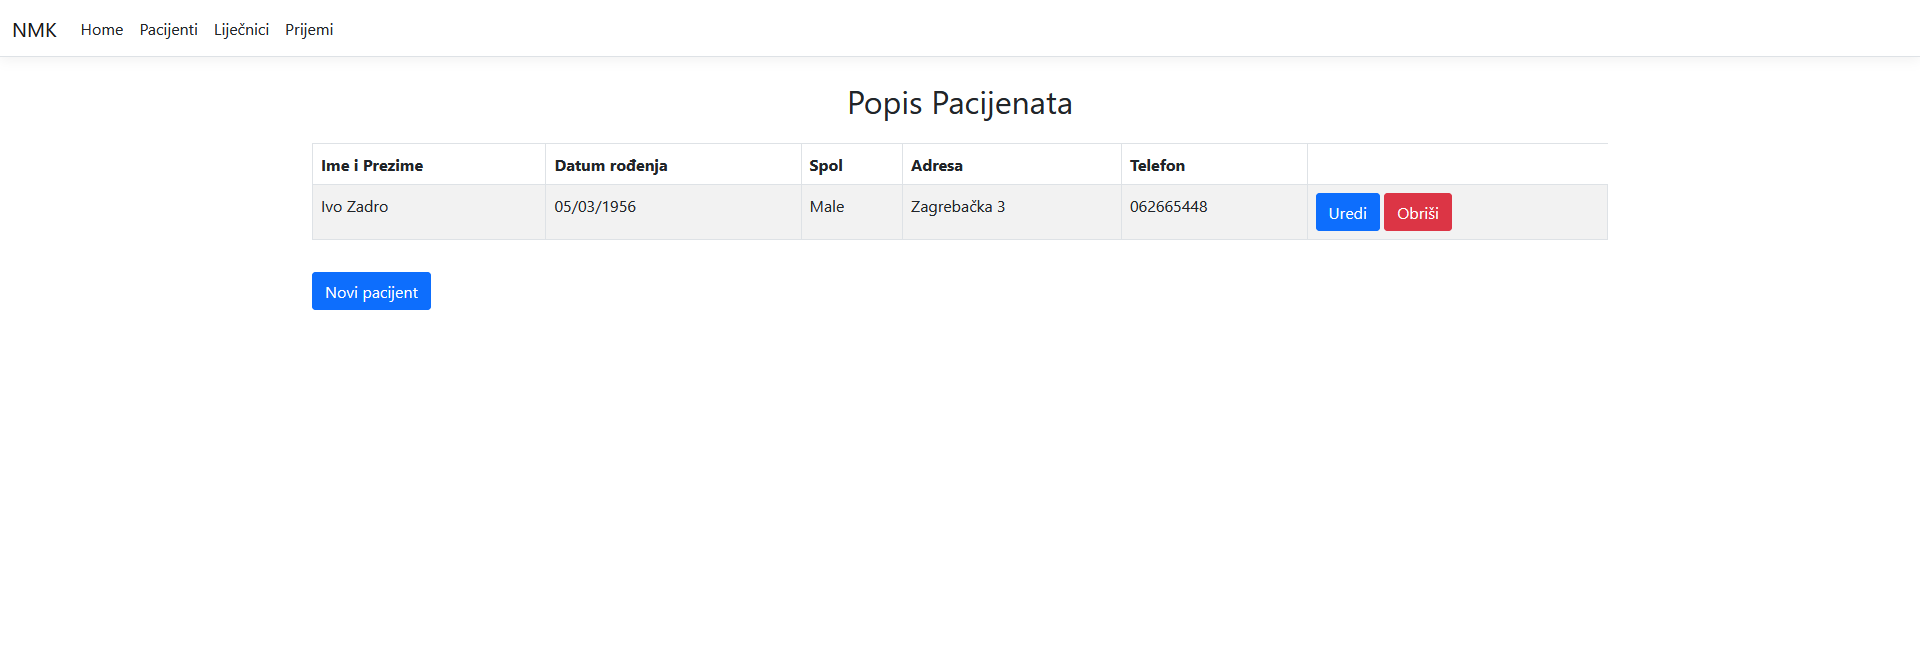 NMK Home Pacijenti Liječnici Prijemi
Popis Pacijenata
Ime i Prezime Datum rođenja Spol Adresa Telefon
Ivo Zadro 05/03/1956 Male Zagrebačka 3 062665448 Uredi Obriši
Novi pacijent